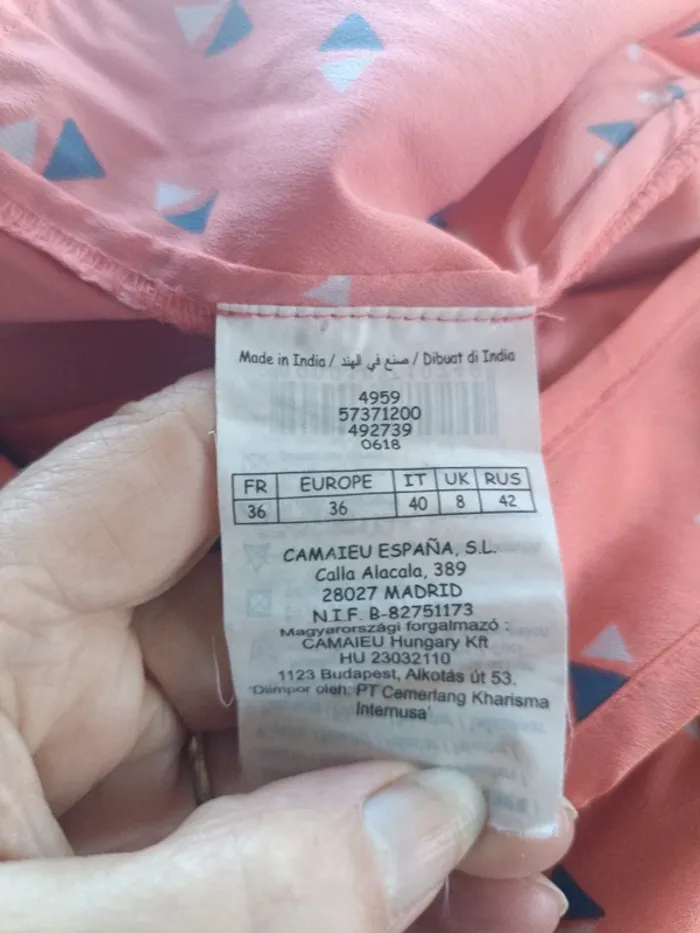 Made in India / صنع في الهند / Dibuat di India
4959
57371200
492739
0618
FR EUROPE IT UK RUS
36 36 40 8 42
CAMAIEU ESPAÑA, S.L.
Calla Alacala, 389
28027 MADRID
N.I.F. B-82751173
Magyarországi forgalmazó :
CAMAIEU Hungary Kft
HU 23032110
1123 Budapest, Alkotás út 53.
'Diimpor oleh: PT Cemerlang Kharisma
Internusa'